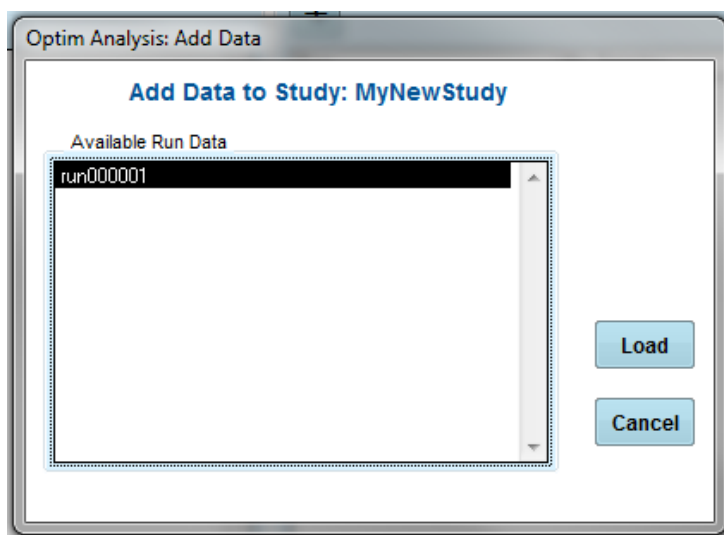 Optim Analysis: Add Data
Add Data to Study: MyNewStudy
Available Run Data
run000001
Load
Cancel